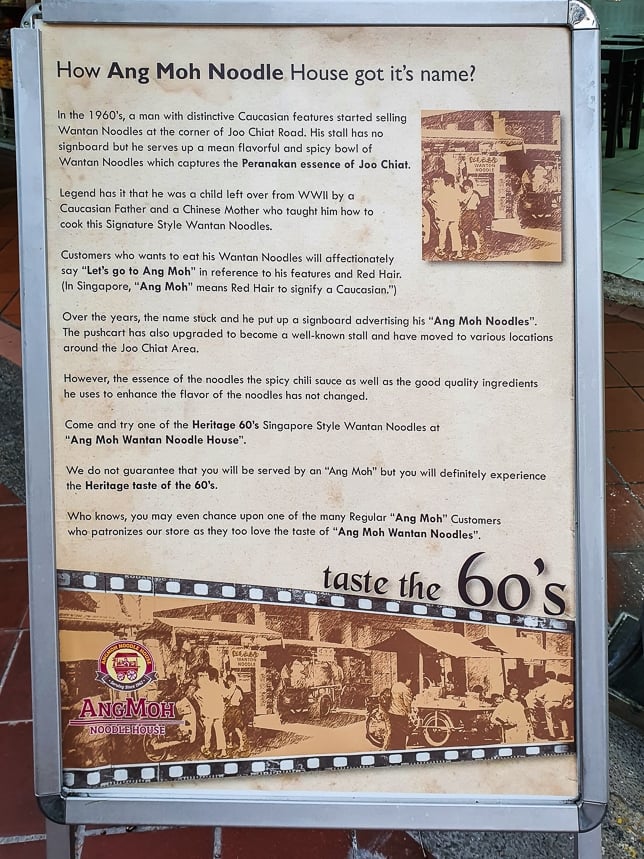 How Ang Moh Noodle House got it's name?
In the 1960's, a man with distinctive Caucasian features started selling
Wantan Noodles at the corner of Joo Chiat Road. His stall has no
signboard but he serves up a mean flavorful and spicy bowl of
Wantan Noodles which captures the Peranakan essence of Joo Chiat.
Legend has it that he was a child left over from WWII by a
Caucasian Father and a Chinese Mother who taught him how to
cook this Signature Style Wantan Noodles.
Customers who wants to eat his Wantan Noodles will affectionately
say "Let's go to Ang Moh" in reference to his features and Red Hair.
(In Singapore, "Ang Moh" means Red Hair to signify a Caucasian.")
Over the years, the name stuck and he put up a signboard advertising his "Ang Moh Noodles".
The pushcart has also upgraded to become a well-known stall and have moved to various locations
around the Joo Chiat Area.
However, the essence of the noodles the spicy chili sauce as well as the good quality ingredients
he uses to enhance the flavor of the noodles has not changed.
Come and try one of the Heritage 60's Singapore Style Wantan Noodles at
"Ang Moh Wantan Noodle House".
We do not guarantee that you will be served by an "Ang Moh" but you will definitely experience
the Heritage taste of the 60's.
Who knows, you may even chance upon one of the many Regular "Ang Moh" Customers
who patronizes our store as they too love the taste of "Ang Moh Wantan Noodles".
taste the 60's
WANTON
NOODLE
ANGMOH
NOODLE HOUSE